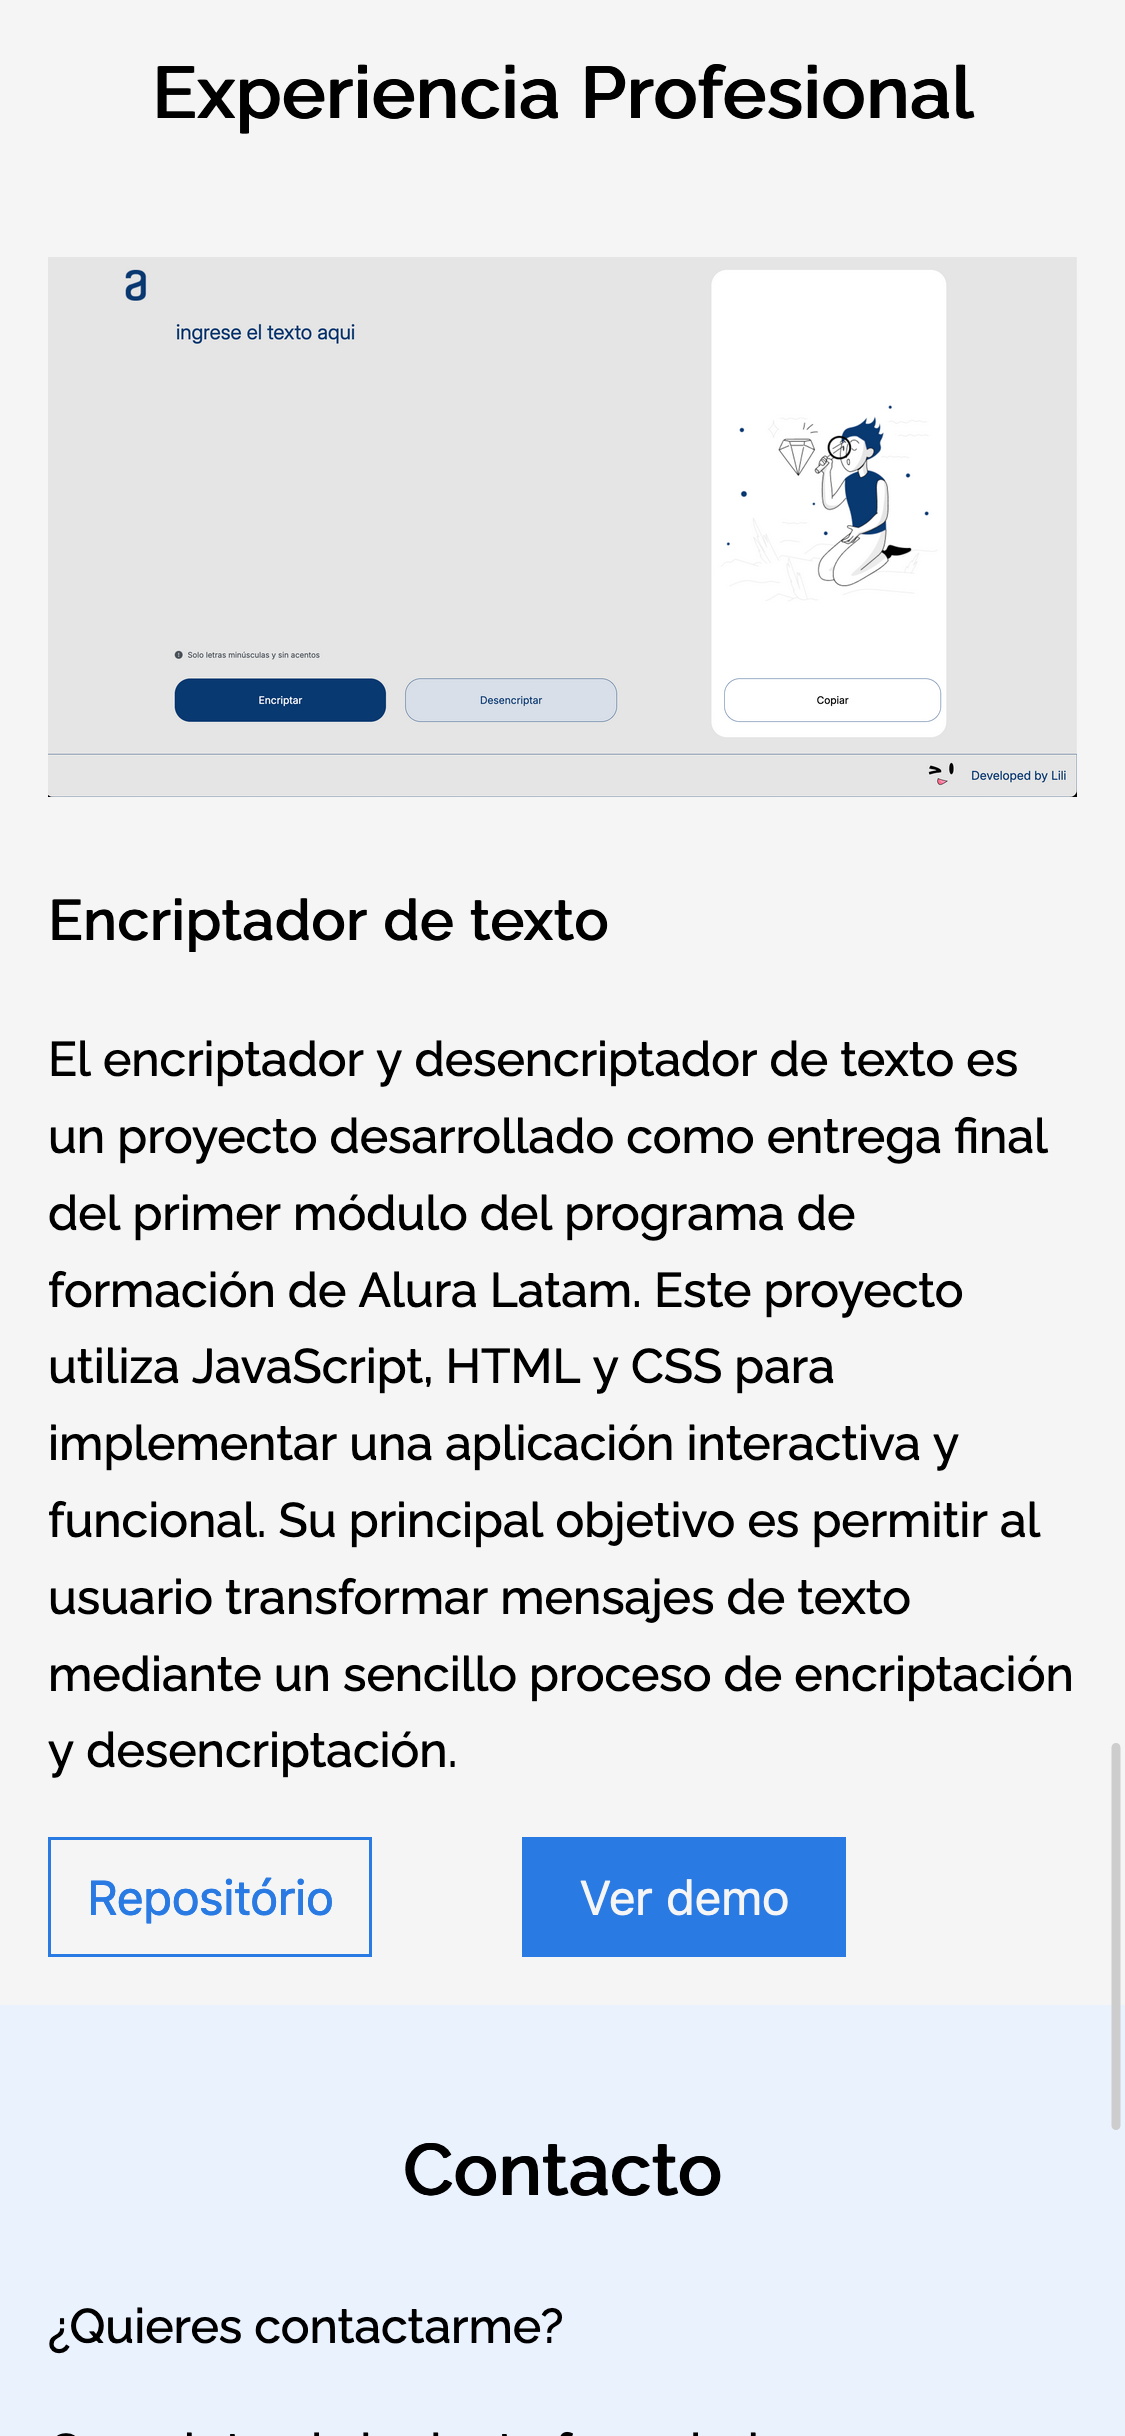 Experiencia Profesional
a
ingrese el texto aqui
Solo letras minúsculas y sin acentos
Encriptar
Desencriptar
Copiar
Developed by Lili
Encriptador de texto
El encriptador y desencriptador de texto es
un proyecto desarrollado como entrega final
del primer módulo del programa de
formación de Alura Latam. Este proyecto
utiliza JavaScript, HTML y CSS para
implementar una aplicación interactiva y
funcional. Su principal objetivo es permitir al
usuario transformar mensajes de texto
mediante un sencillo proceso de encriptación
y desencriptación.
Repositório
Ver demo
Contacto
¿Quieres contactarme?